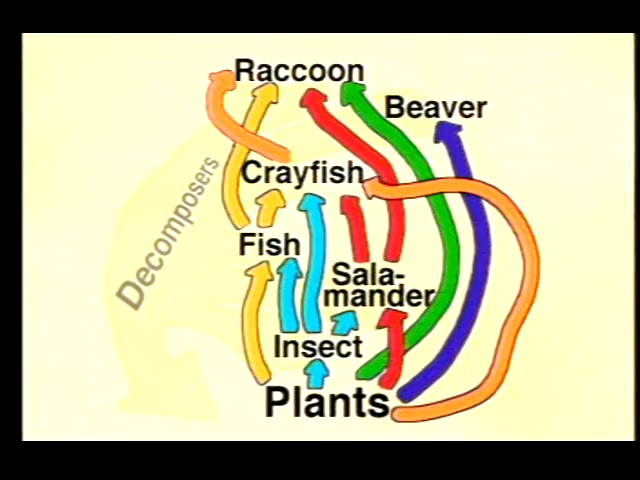 Raccoon
Beaver
Crayfish
Decomposers
Fish
Sala-
mander
Insect
Plants